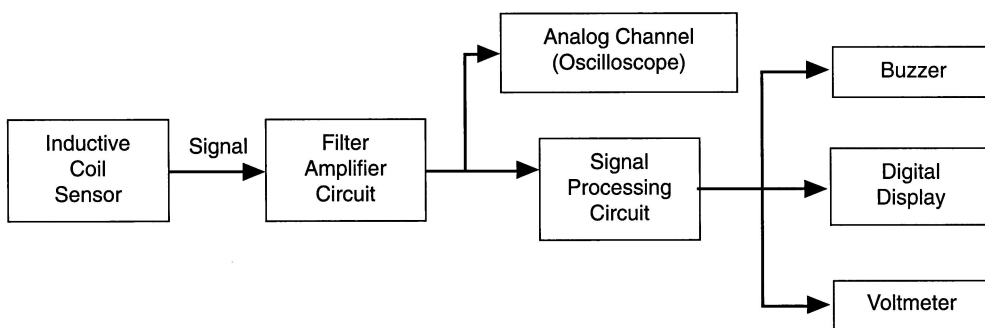 Inductive
Coil
Sensor
Signal
Filter
Amplifier
Circuit
Analog Channel
(Oscilloscope)
Signal
Processing
Circuit
Buzzer
Digital
Display
Voltmeter